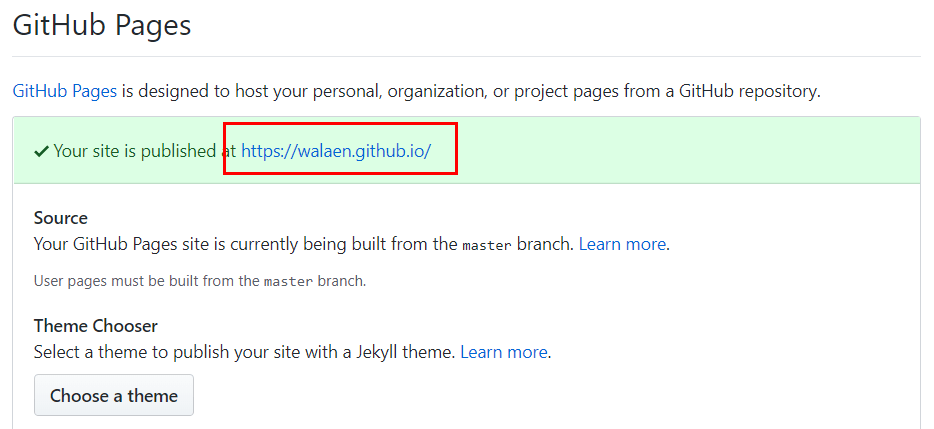 GitHub Pages
GitHub Pages is designed to host your personal, organization, or project pages from a GitHub repository.
✔ Your site is published at https://walaen.github.io/
Source
Your GitHub Pages site is currently being built from the master branch. Learn more.
User pages must be built from the master branch.
Theme Chooser
Select a theme to publish your site with a Jekyll theme. Learn more.
Choose a theme